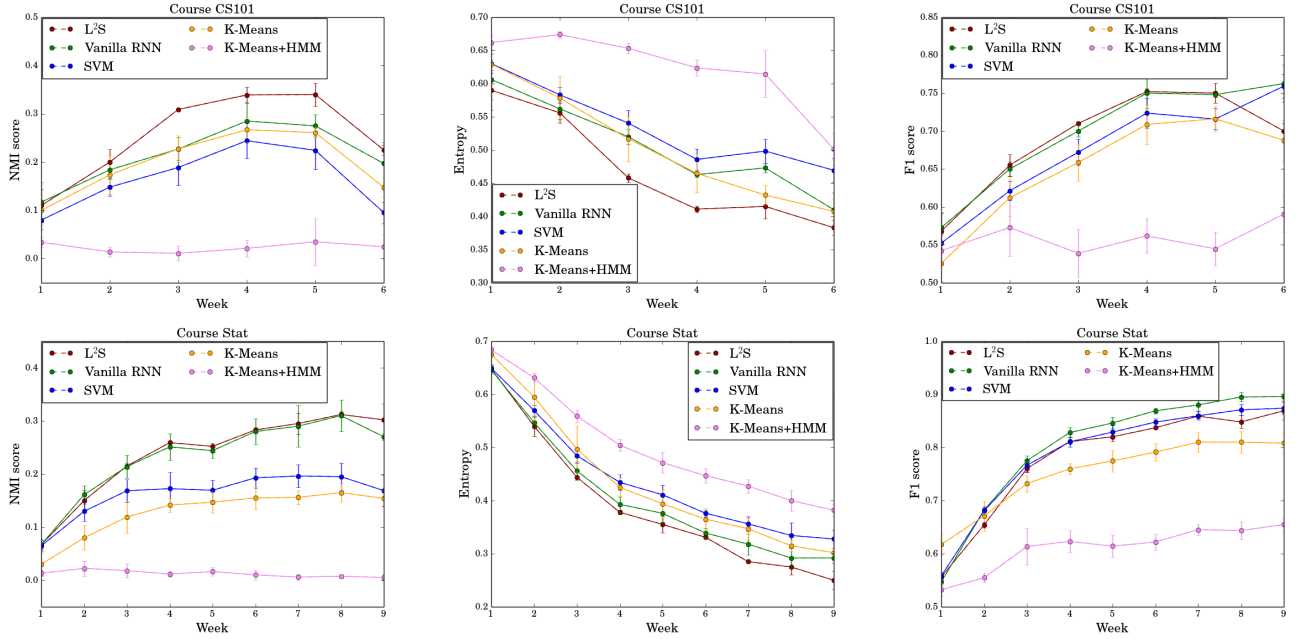 Course CS101
0.5
0.4
0.3
0.2
0.1
0.0
NMI score
L²S
Vanilla RNN
SVM
K-Means
K-Means+HMM
1 2 3 4 5 6
Week
Course CS101
0.70
0.65
0.60
0.55
0.50
0.45
0.40
0.35
0.30
Entropy
L²S
Vanilla RNN
SVM
K-Means
K-Means+HMM
1 2 3 4 5 6
Week
Course CS101
0.85
0.80
0.75
0.70
0.65
0.60
0.55
0.50
F1 score
L²S
Vanilla RNN
SVM
K-Means
K-Means+HMM
1 2 3 4 5 6
Week
Course Stat
0.4
0.3
0.2
0.1
0.0
NMI score
L²S
Vanilla RNN
SVM
K-Means
K-Means+HMM
1 2 3 4 5 6 7 8 9
Week
Course Stat
0.7
0.6
0.5
0.4
0.3
0.2
Entropy
L²S
Vanilla RNN
SVM
K-Means
K-Means+HMM
1 2 3 4 5 6 7 8 9
Week
Course Stat
1.0
0.9
0.8
0.7
0.6
0.5
F1 score
L²S
Vanilla RNN
SVM
K-Means
K-Means+HMM
1 2 3 4 5 6 7 8 9
Week